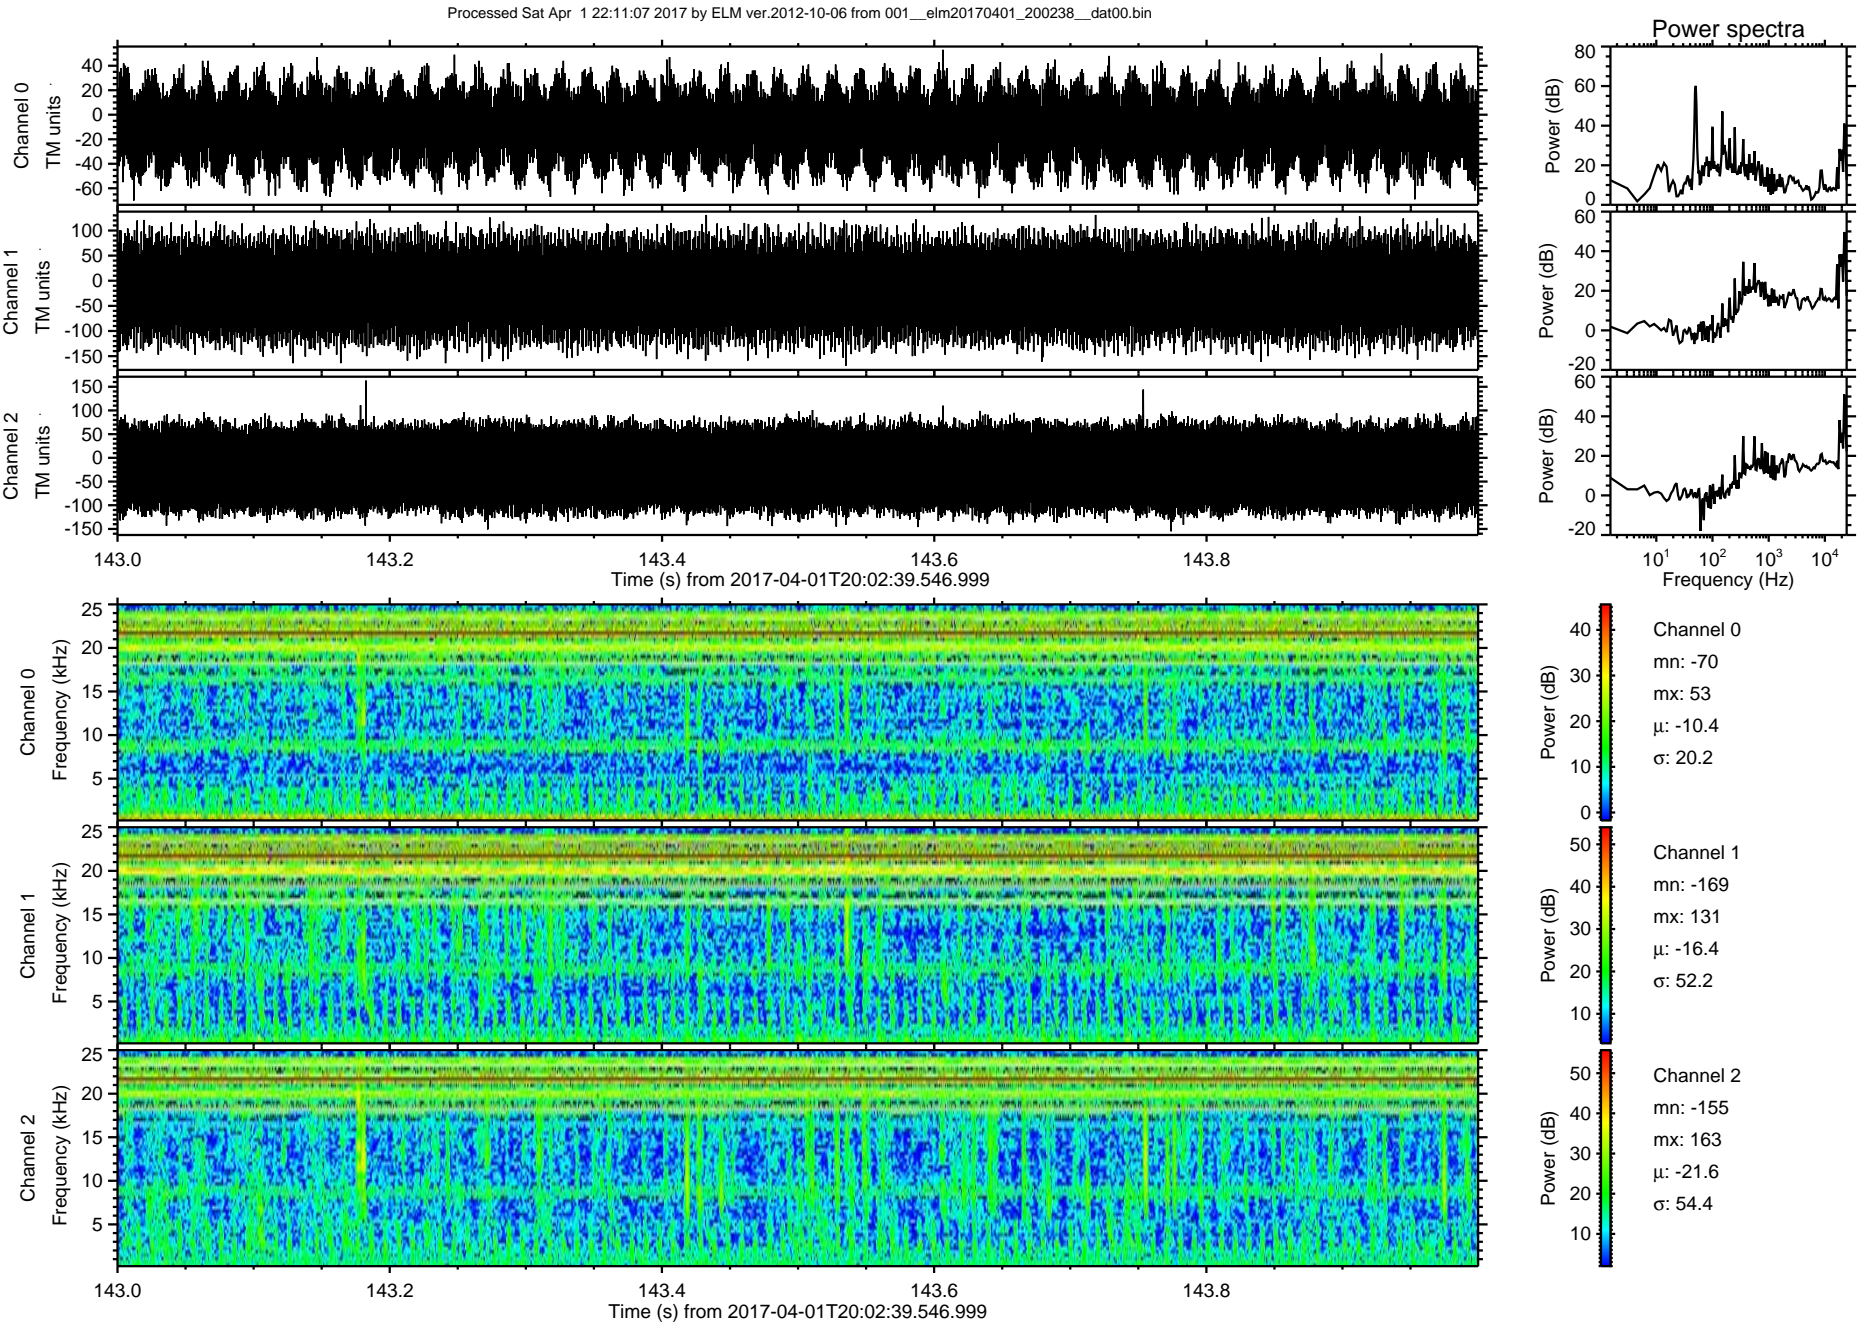 Processed Sat Apr  1 22:11:07 2017 by ELM ver.2012-10-06 from 001__elm20170401_200238__dat00.bin
Power spectra
Channel 0
TM units
40
20
0
-20
-40
-60
Power (dB)
80
60
40
20
0
Channel 1
TM units
100
50
0
-50
-100
-150
Power (dB)
60
40
20
0
-20
Channel 2
TM units
150
100
50
0
-50
-100
-150
Power (dB)
60
40
20
0
-20
143.0 143.2 143.4 143.6 143.8
Time (s) from 2017-04-01T20:02:39.546.999
10^1 10^2 10^3 10^4
Frequency (Hz)
Channel 0
Frequency (kHz)
25
20
15
10
5
Power (dB)
40
30
20
10
0
Channel 0
mn: -70
mx: 53
μ: -10.4
σ: 20.2
Channel 1
Frequency (kHz)
25
20
15
10
5
Power (dB)
50
40
30
20
10
Channel 1
mn: -169
mx: 131
μ: -16.4
σ: 52.2
Channel 2
Frequency (kHz)
25
20
15
10
5
Power (dB)
50
40
30
20
10
Channel 2
mn: -155
mx: 163
μ: -21.6
σ: 54.4
143.0 143.2 143.4 143.6 143.8
Time (s) from 2017-04-01T20:02:39.546.999